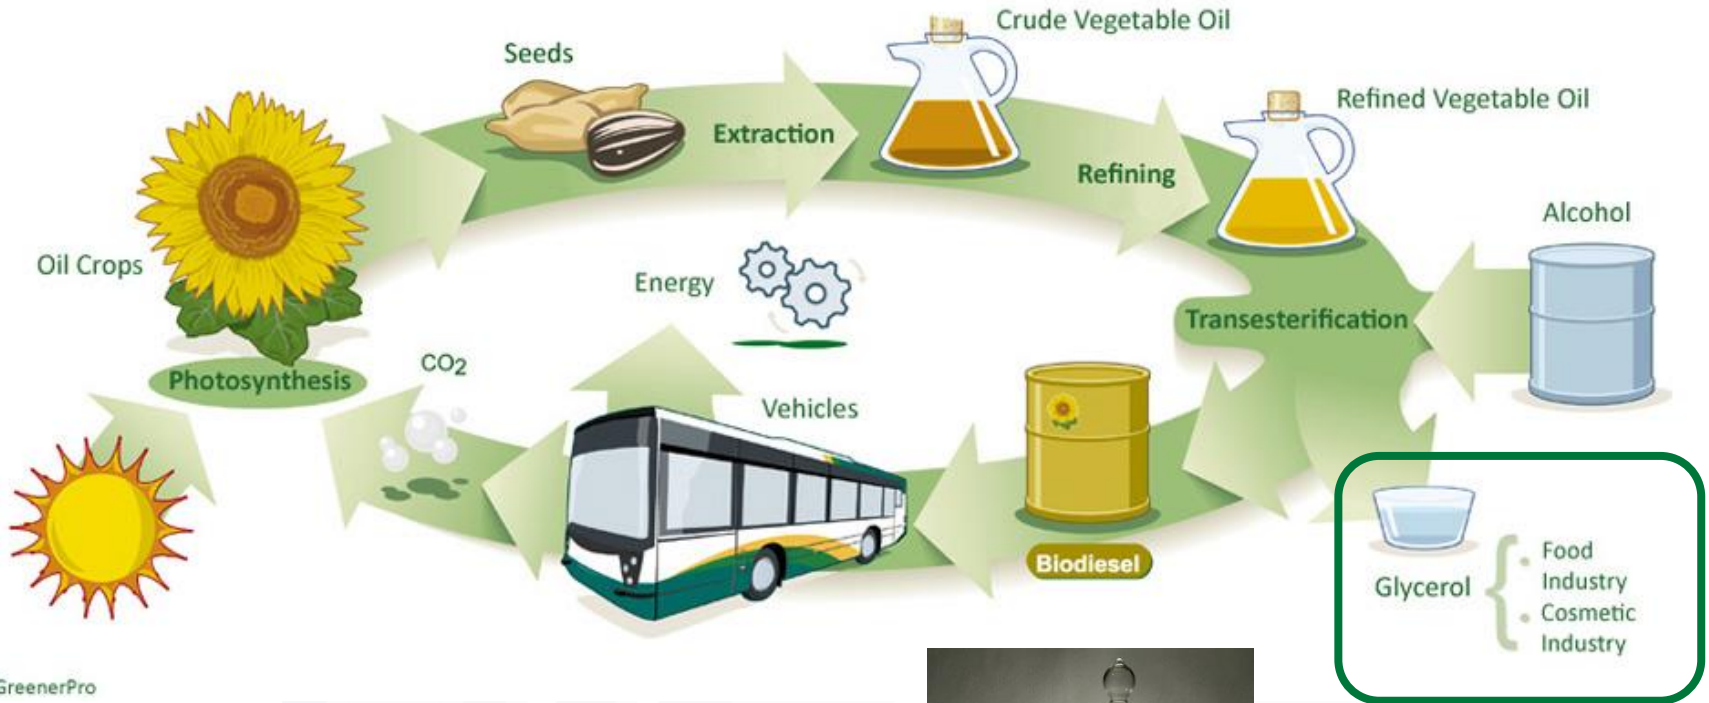 Crude Vegetable Oil
Seeds
Refined Vegetable Oil
Extraction
Refining
Alcohol
Oil Crops
Energy
Transesterification
CO2
Photosynthesis
Vehicles
Biodiesel
Glycerol
Food
Industry
Cosmetic
Industry
GreenerPro